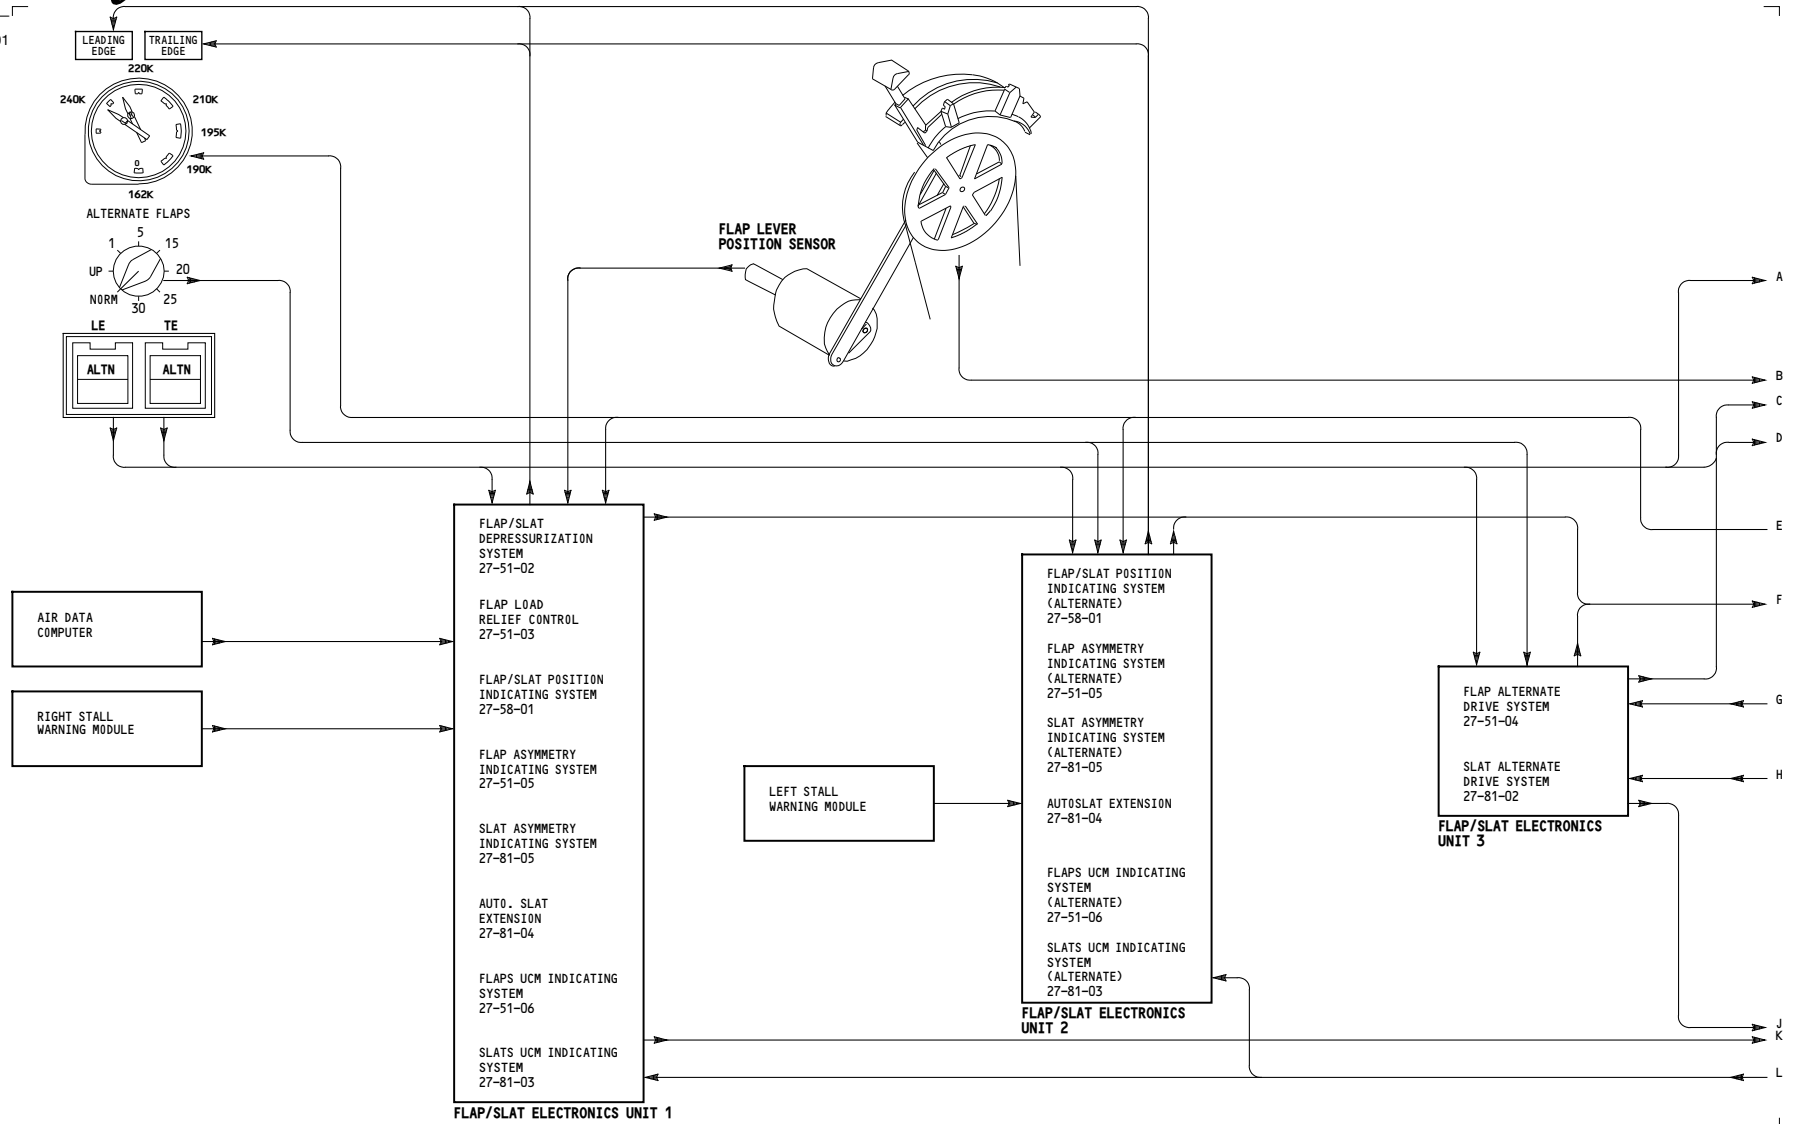 01
LEADING
EDGE
TRAILING
EDGE
220K
240K
210K
195K
190K
162K
0
ALTERNATE FLAPS
5
1
15
UP
20
NORM
25
30
LE
TE
ALTN
ALTN
FLAP LEVER
POSITION SENSOR
A
B
C
D
E
F
G
H
J
K
L
AIR DATA
COMPUTER
RIGHT STALL
WARNING MODULE
FLAP/SLAT
DEPRESSURIZATION
SYSTEM
27-51-02
FLAP LOAD
RELIEF CONTROL
27-51-03
FLAP/SLAT POSITION
INDICATING SYSTEM
27-58-01
FLAP ASYMMETRY
INDICATING SYSTEM
27-51-05
SLAT ASYMMETRY
INDICATING SYSTEM
27-81-05
AUTO. SLAT
EXTENSION
27-81-04
FLAPS UCM INDICATING
SYSTEM
27-51-06
SLATS UCM INDICATING
SYSTEM
27-81-03
FLAP/SLAT ELECTRONICS UNIT 1
LEFT STALL
WARNING MODULE
FLAP/SLAT POSITION
INDICATING SYSTEM
(ALTERNATE)
27-58-01
FLAP ASYMMETRY
INDICATING SYSTEM
(ALTERNATE)
27-51-05
SLAT ASYMMETRY
INDICATING SYSTEM
(ALTERNATE)
27-81-05
AUTOSLAT EXTENSION
27-81-04
FLAPS UCM INDICATING
SYSTEM
(ALTERNATE)
27-51-06
SLATS UCM INDICATING
SYSTEM
(ALTERNATE)
27-81-03
FLAP/SLAT ELECTRONICS
UNIT 2
FLAP ALTERNATE
DRIVE SYSTEM
27-51-04
SLAT ALTERNATE
DRIVE SYSTEM
27-81-02
FLAP/SLAT ELECTRONICS
UNIT 3